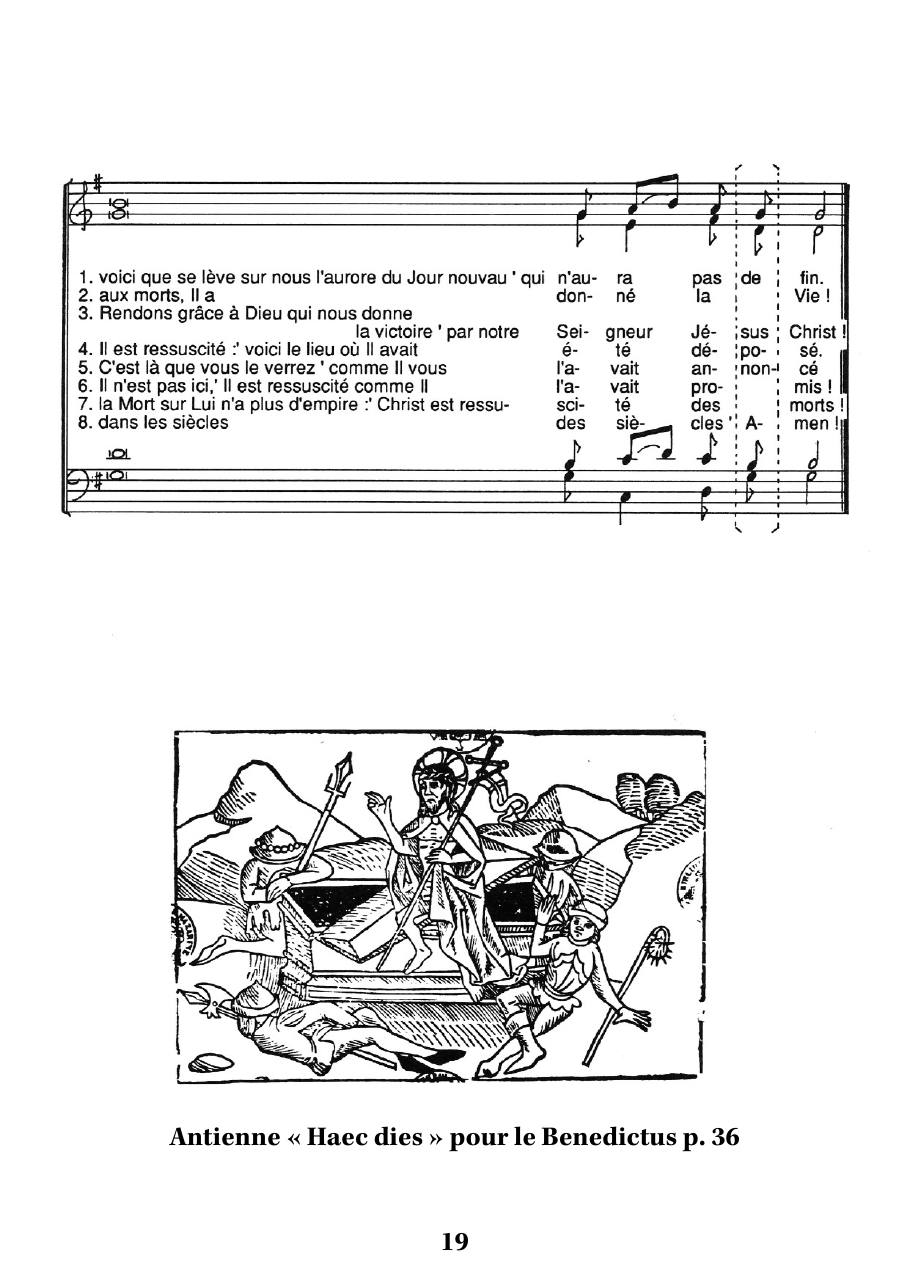 1. voici que se lève sur nous l'aurore du Jour nouvau ' qui n'au- ra pas de fin.
2. aux morts, Il a don- né la Vie !
3. Rendons grâce à Dieu qui nous donne
la victoire ' par notre Sei- gneur Jé- sus Christ !
4. Il est ressuscité :' voici le lieu où Il avait é- té dé- po- sé.
5. C'est là que vous le verrez ' comme Il vous l'a- vait an- non- cé
6. Il n'est pas ici,' Il est ressuscité comme Il l'a- vait pro- mis !
7. la Mort sur Lui n'a plus d'empire :' Christ est ressu- sci- té des morts !
8. dans les siècles des siè- cles ' A- men !
Antienne « Haec dies » pour le Benedictus p. 36
19